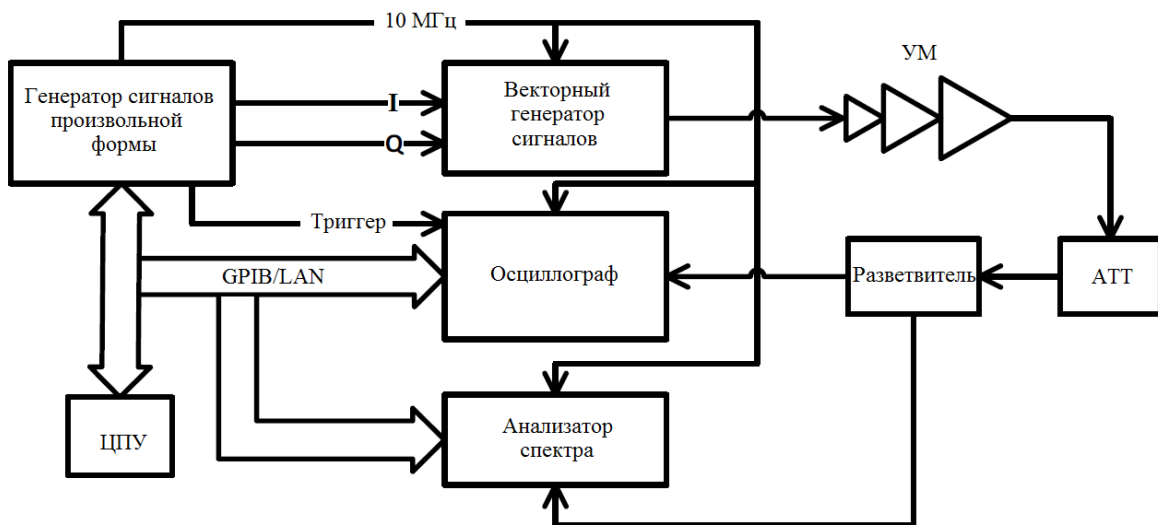 10 МГц
УМ
Генератор сигналов
произвольной
формы
I
Q
Векторный
генератор
сигналов
Триггер
GPIB/LAN
Осциллограф
Разветвитель
АТТ
ЦПУ
Анализатор
спектра